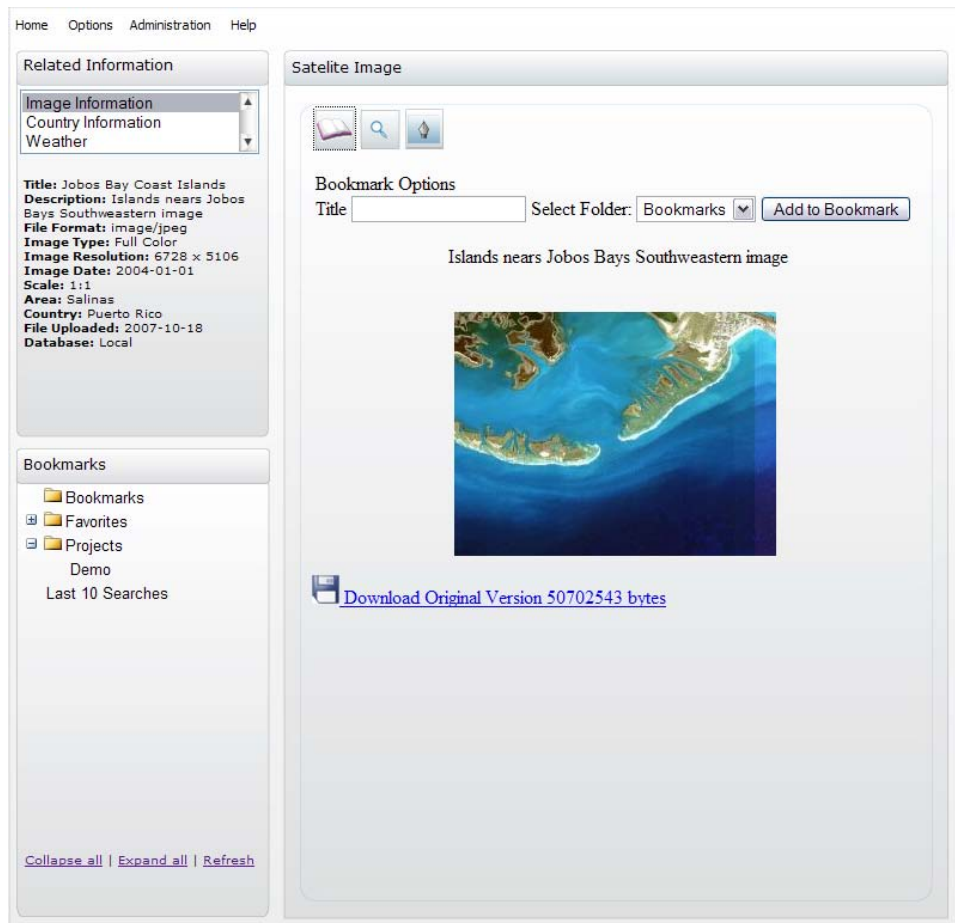 Home Options Administration Help
Related Information
Image Information
Country Information
Weather
Title: Jobos Bay Coast Islands
Description: Islands nears Jobos
Bays Southweastern image
File Format: image/jpeg
Image Type: Full Color
Image Resolution: 6728 x 5106
Image Date: 2004-01-01
Scale: 1:1
Area: Salinas
Country: Puerto Rico
File Uploaded: 2007-10-18
Database: Local
Bookmarks
Bookmarks
Favorites
Projects
Demo
Last 10 Searches
Collapse all | Expand all | Refresh
Satelite Image
Bookmark Options
Title Select Folder: Bookmarks Add to Bookmark
Islands nears Jobos Bays Southweastern image
Download Original Version 50702543 bytes